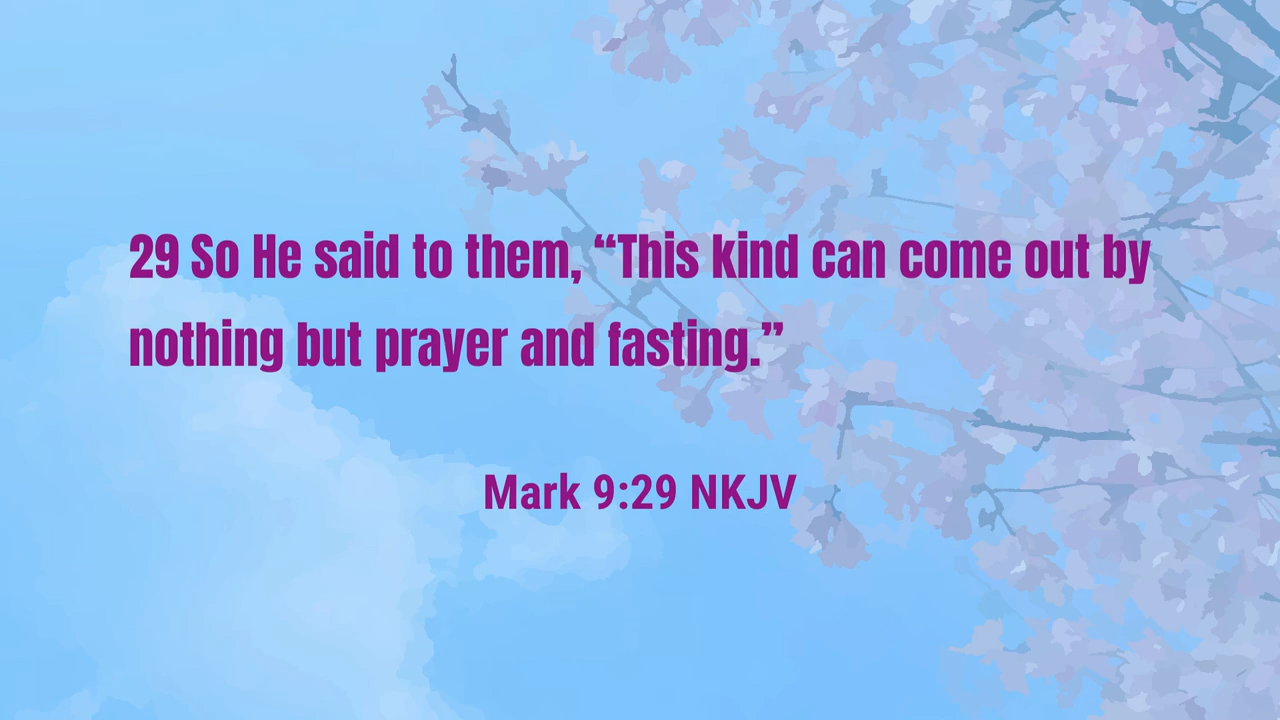 29 So He said to them, “This kind can come out by
nothing but prayer and fasting.”
Mark 9:29 NKJV